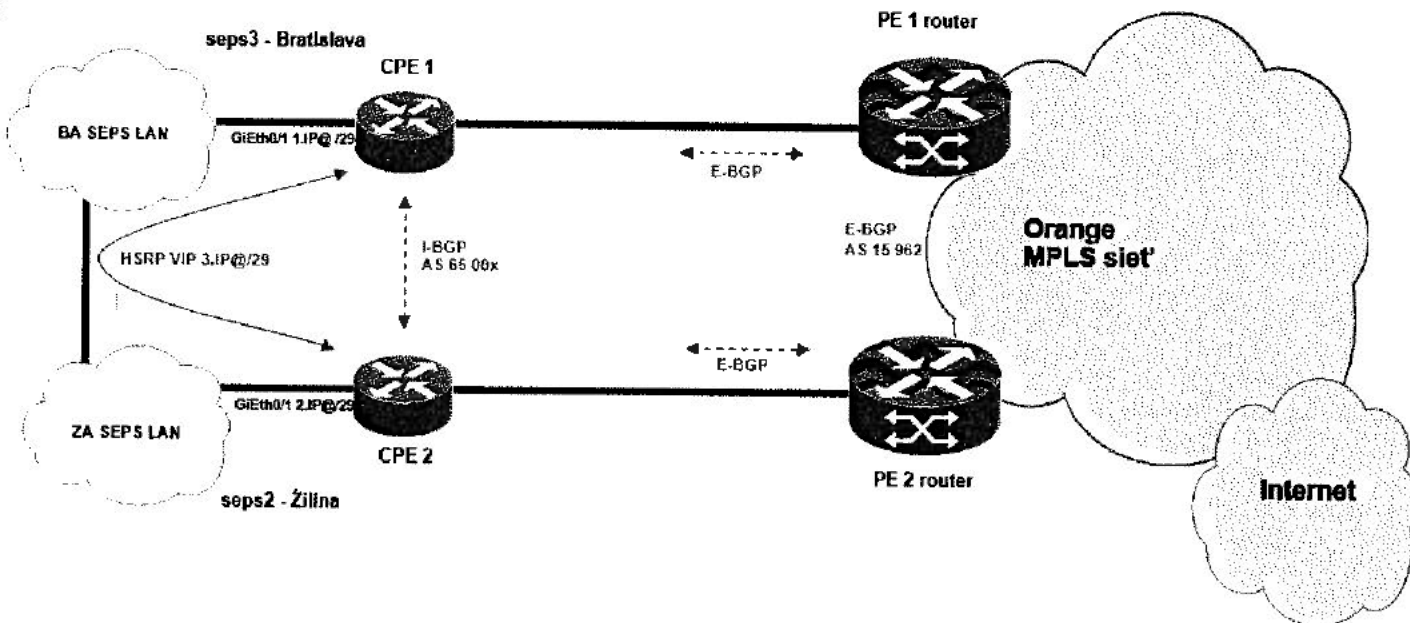 PE 1 router
seps3 - Bratislava
CPE 1
BA SEPS LAN
GiEth0/1 1.IP@ /29
E-BGP
HSRP VIP 3.IP@/29
I-BGP
AS 65 00x
E-BGP
AS 15 962
Orange
MPLS sieť
E-BGP
GiEth0/1 2.IP@/29
ZA SEPS LAN
CPE 2
PE 2 router
seps2 - Žilina
Internet